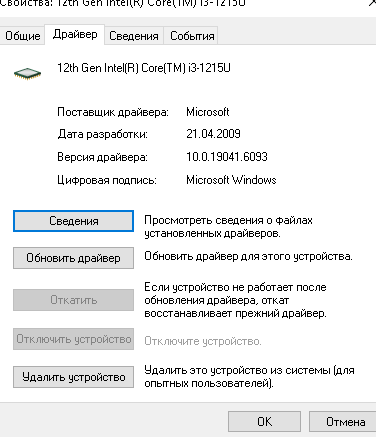 Свойства: 12th Gen Intel(R) Core(TM) i3-1215U
Общие Драйвер Сведения События
12th Gen Intel(R) Core(TM) i3-1215U
Поставщик драйвера: Microsoft
Дата разработки: 21.04.2009
Версия драйвера: 10.0.19041.6093
Цифровая подпись: Microsoft Windows
Сведения
Просмотреть сведения о файлах
установленных драйверов.
Обновить драйвер
Обновить драйвер для этого устройства.
Откатить
Если устройство не работает после
обновления драйвера, откат
восстанавливает прежний драйвер.
Отключить устройство
Отключите устройство.
Удалить устройство
Удалить это устройство из системы (для
опытных пользователей).
OK Отмена